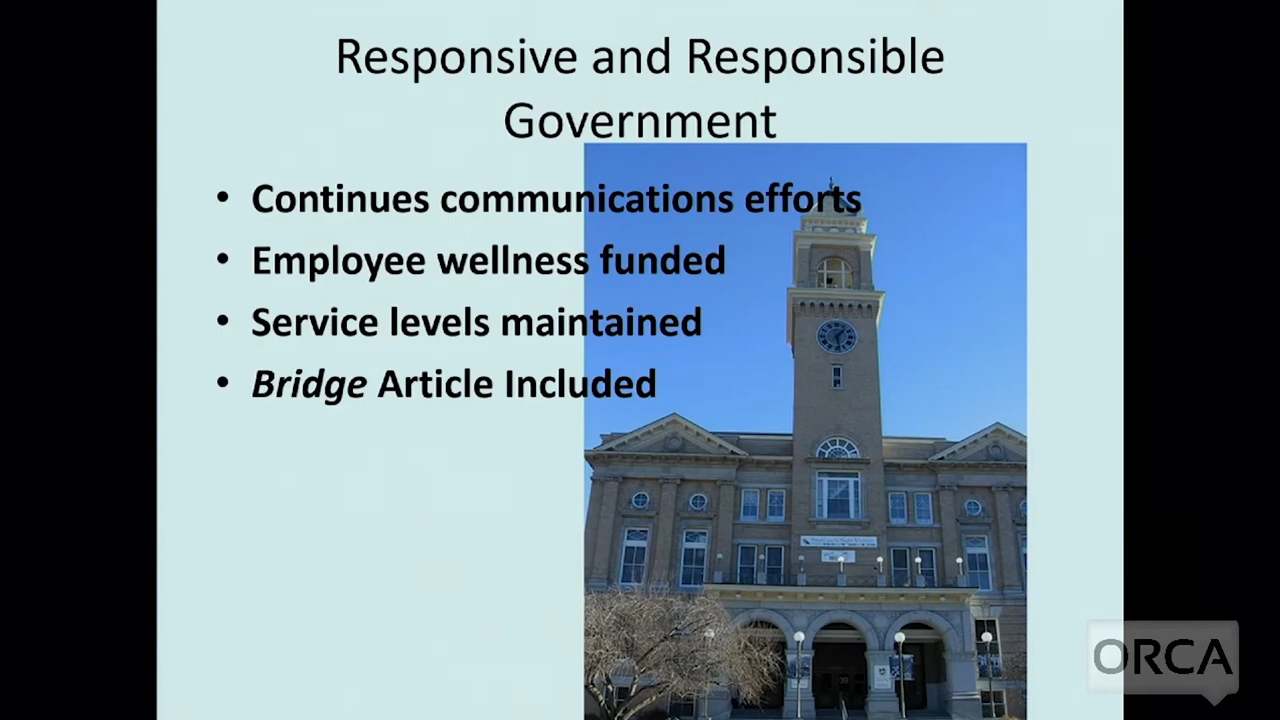 Responsive and Responsible
Government
• Continues communications efforts
• Employee wellness funded
• Service levels maintained
• Bridge Article Included
ORCA